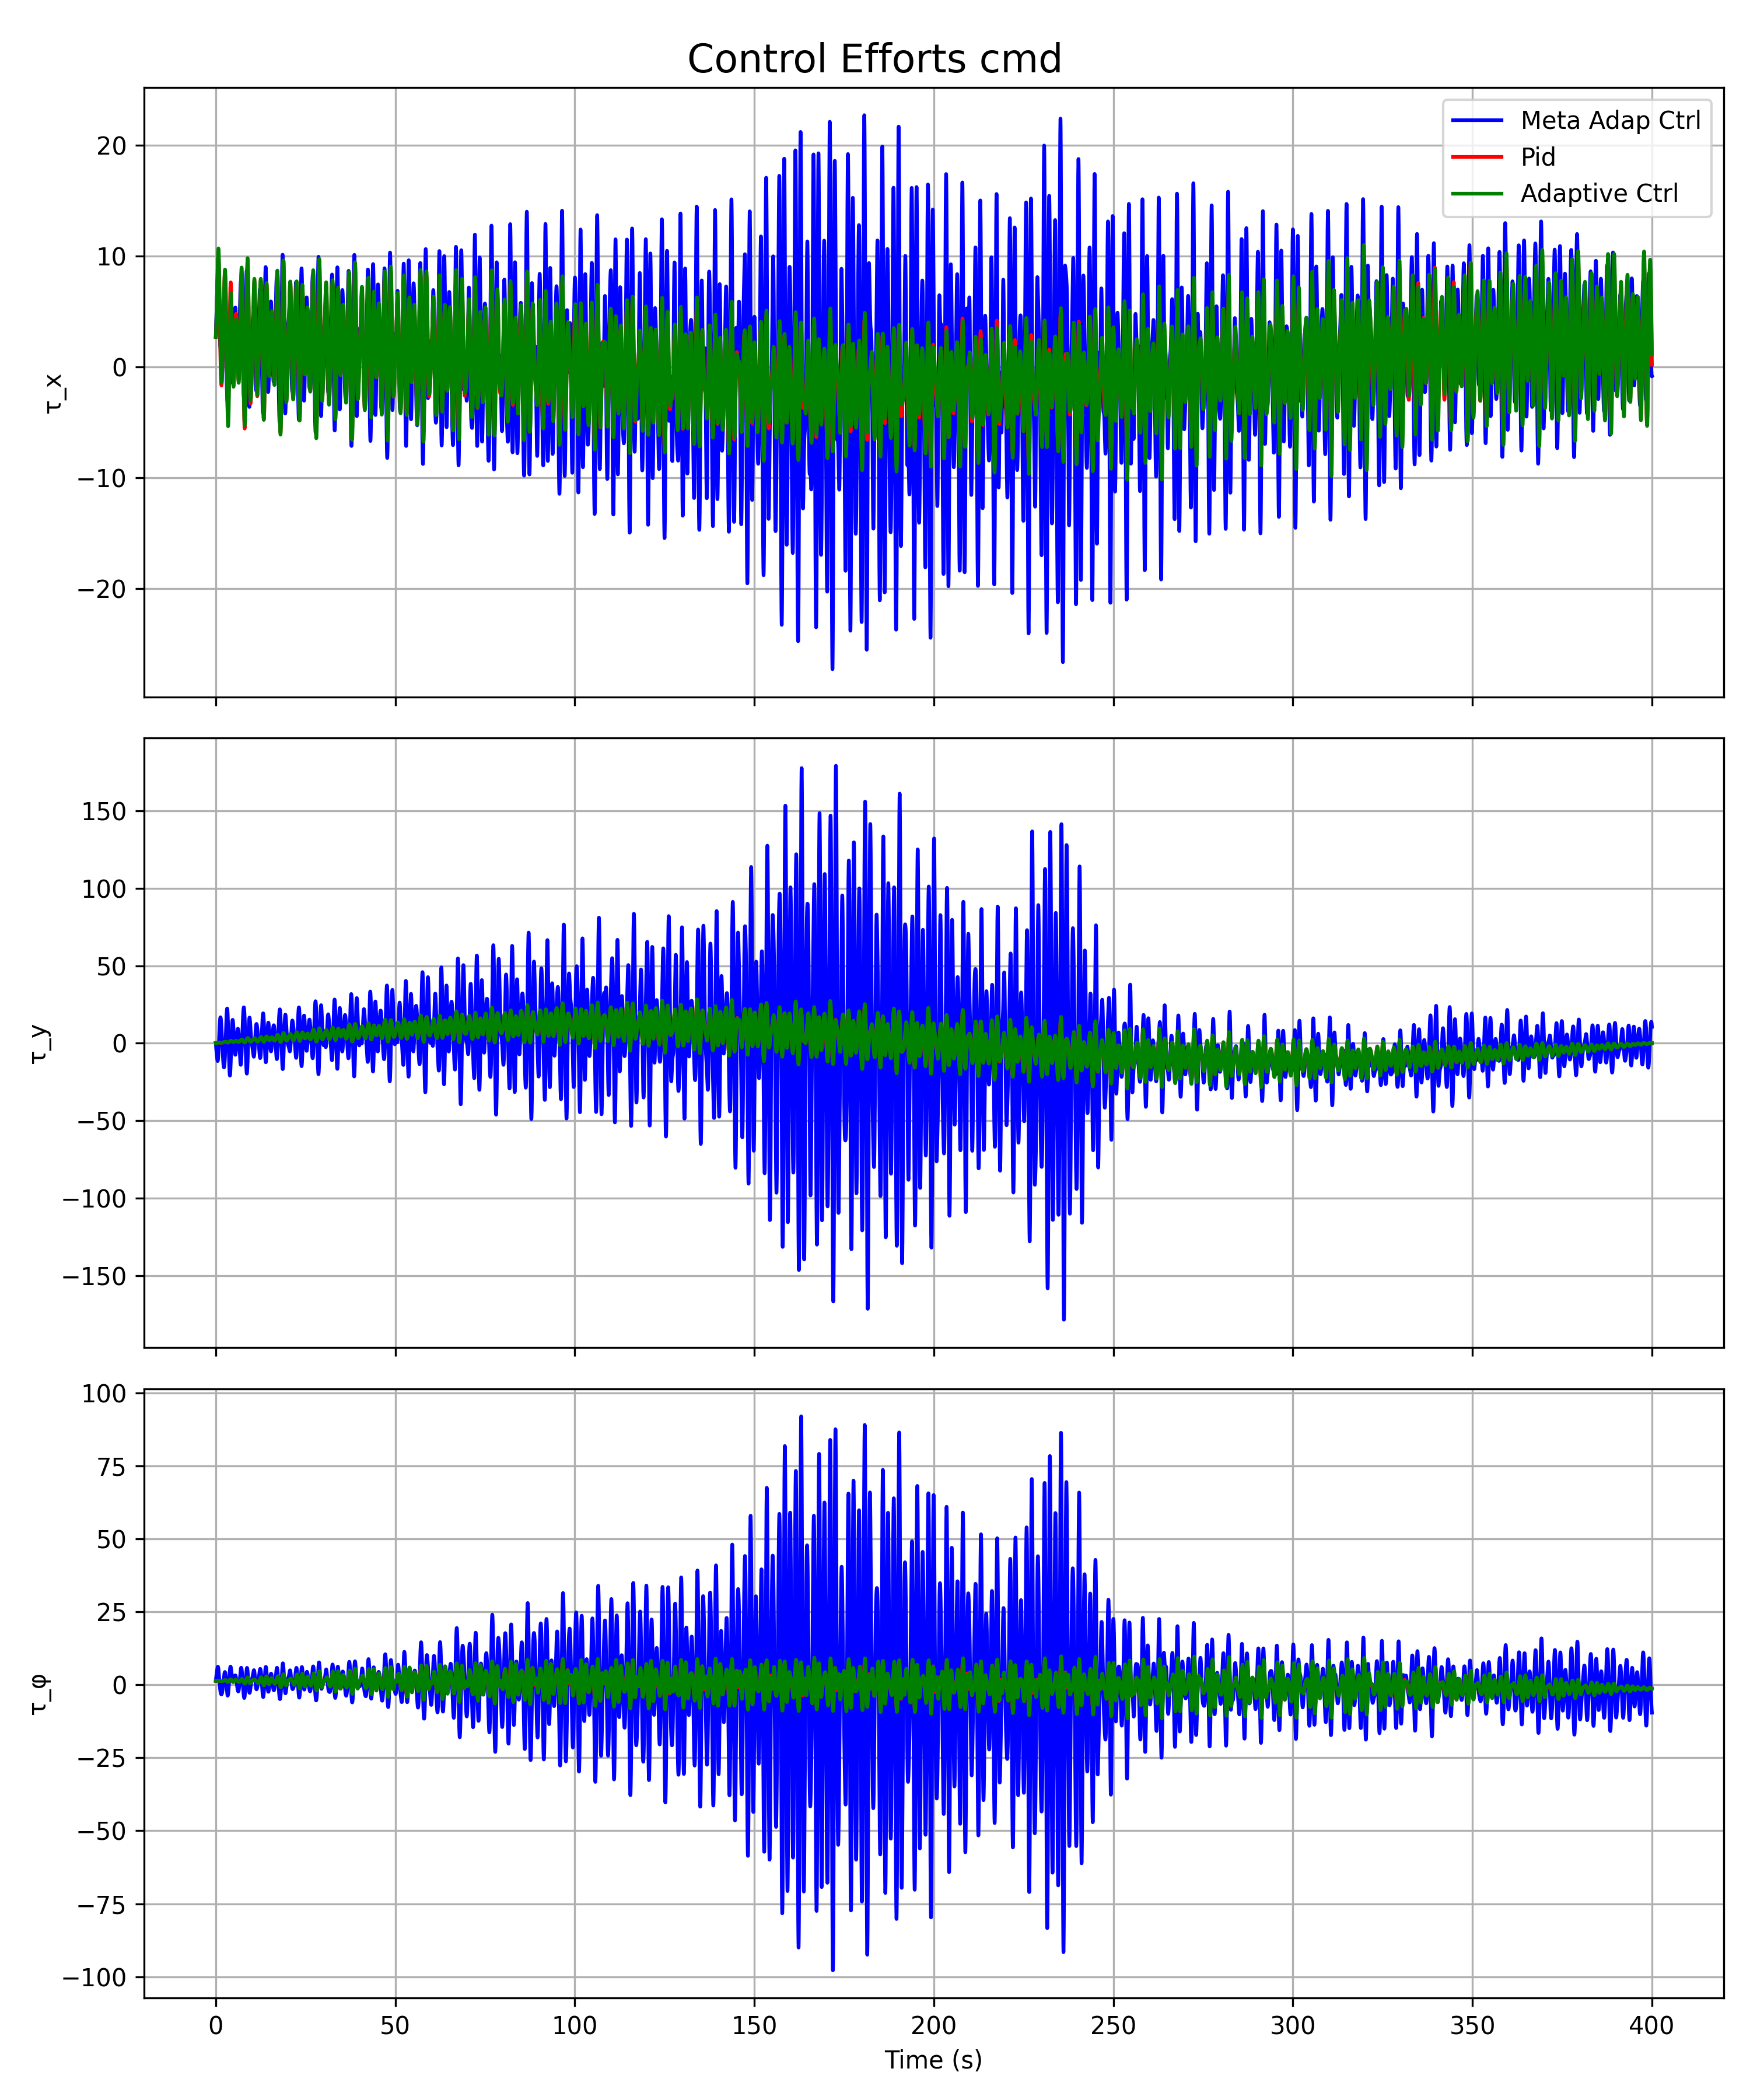 Control Efforts cmd
Meta Adap Ctrl
Pid
Adaptive Ctrl
20
10
0
−10
−20
τ_x
150
100
50
0
−50
−100
−150
τ_y
100
75
50
25
0
−25
−50
−75
−100
τ_φ
0 50 100 150 200 250 300 350 400
Time (s)